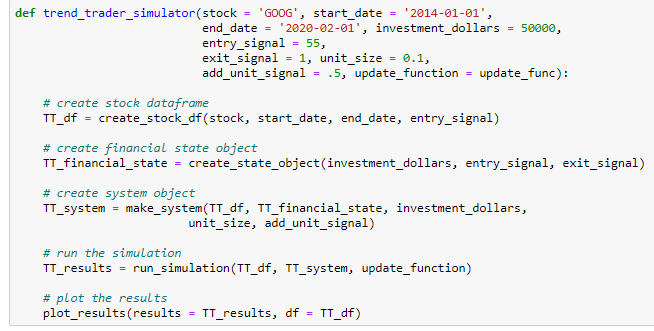 def trend_trader_simulator(stock = 'GOOG', start_date = '2014-01-01',
                           end_date = '2020-02-01', investment_dollars = 50000,
                           entry_signal = 55,
                           exit_signal = 1, unit_size = 0.1,
                           add_unit_signal = .5, update_function = update_func):
    # create stock dataframe
    TT_df = create_stock_df(stock, start_date, end_date, entry_signal)
    # create financial state object
    TT_financial_state = create_state_object(investment_dollars, entry_signal, exit_signal)
    # create system object
    TT_system = make_system(TT_df, TT_financial_state, investment_dollars,
                         unit_size, add_unit_signal)
    # run the simulation
    TT_results = run_simulation(TT_df, TT_system, update_function)
    # plot the results
    plot_results(results = TT_results, df = TT_df)